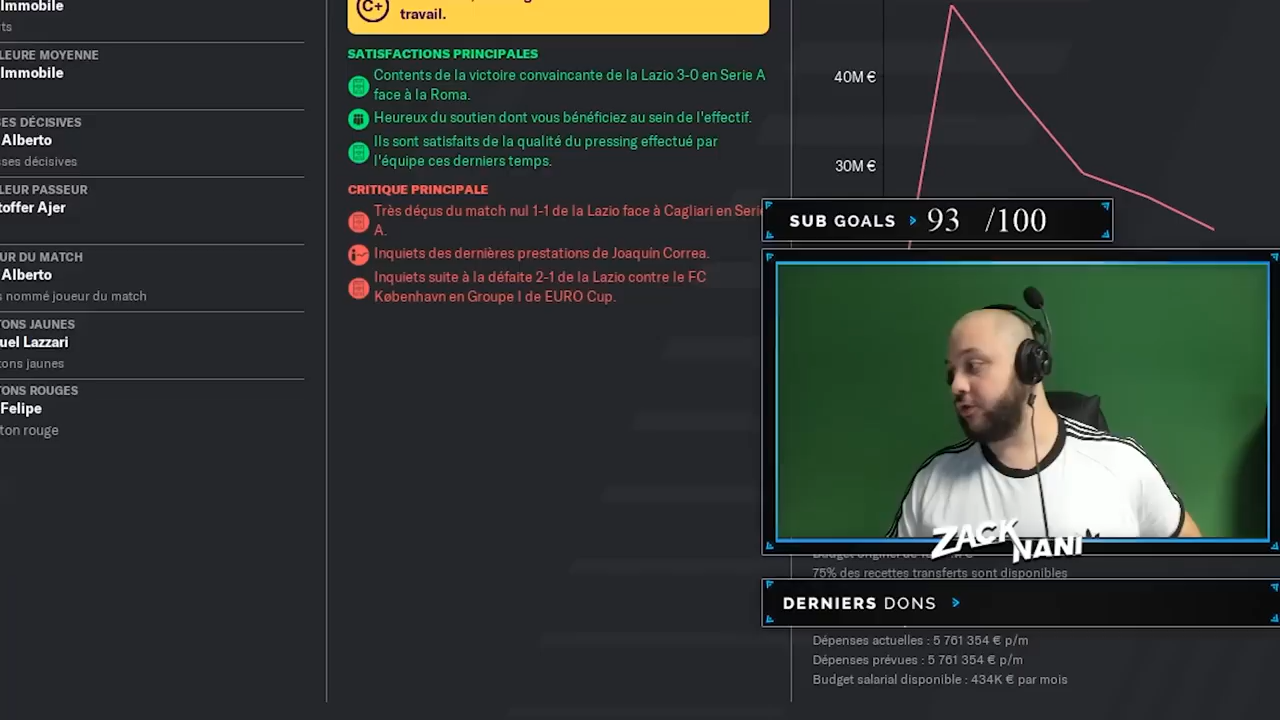 Immobile
ts
LEURE MOYENNE
Immobile
ES DÉCISIVES
Alberto
ses décisives
LEUR PASSEUR
toffer Ajer
UR DU MATCH
Alberto
s nommé joueur du match
TONS JAUNES
uel Lazzari
tons jaunes
TONS ROUGES
Felipe
ton rouge
C+
travail.
SATISFACTIONS PRINCIPALES
Contents de la victoire convaincante de la Lazio 3-0 en Serie A
face à la Roma.
Heureux du soutien dont vous bénéficiez au sein de l'effectif.
Ils sont satisfaits de la qualité du pressing effectué par
l'équipe ces derniers temps.
CRITIQUE PRINCIPALE
Très déçus du match nul 1-1 de la Lazio face à Cagliari en Serie
A.
Inquiets des dernières prestations de Joaquín Correa.
Inquiets suite à la défaite 2-1 de la Lazio contre le FC
København en Groupe I de EURO Cup.
40M €
30M €
SUB GOALS 93 /100
ZACK
NANI
75% des recettes transferts sont disponibles
DERNIERS DONS
Dépenses actuelles : 5 761 354 € p/m
Dépenses prévues : 5 761 354 € p/m
Budget salarial disponible : 434K € par mois